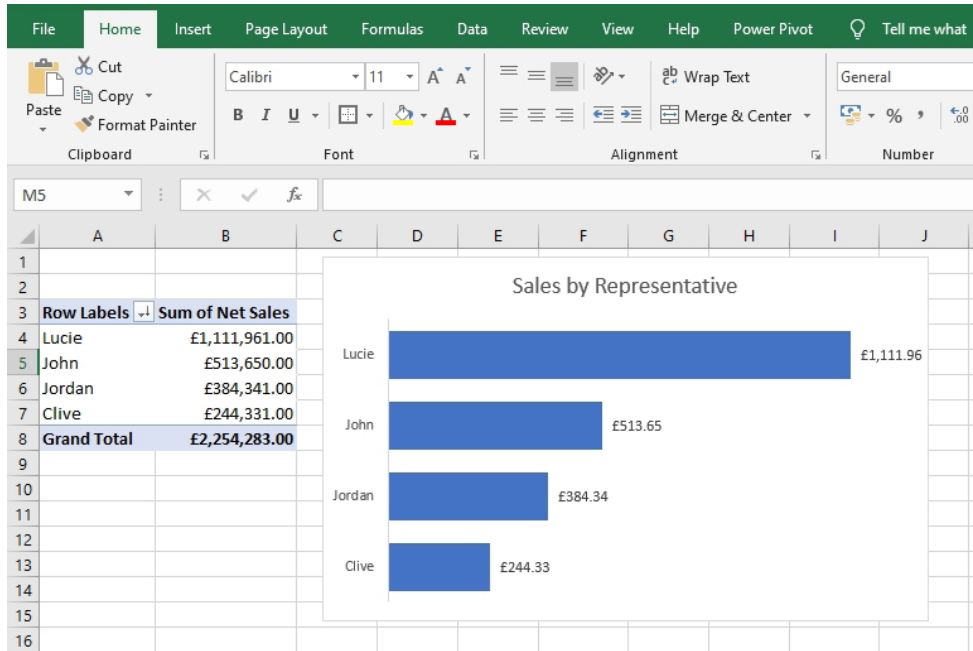 File Home Insert Page Layout Formulas Data Review View Help Power Pivot Tell me what
Paste
Cut
Copy
Format Painter
Clipboard
Calibri 11 A A
B I U A
Font
ab Wrap Text
Merge & Center
Alignment
General
% ,
Number
M5 fx
A B C D E F G H I J
1
2
3 Row Labels Sum of Net Sales
4 Lucie £1,111,961.00
5 John £513,650.00
6 Jordan £384,341.00
7 Clive £244,331.00
8 Grand Total £2,254,283.00
9
10
11
12
13
14
15
16
Sales by Representative
Lucie £1,111.96
John £513.65
Jordan £384.34
Clive £244.33